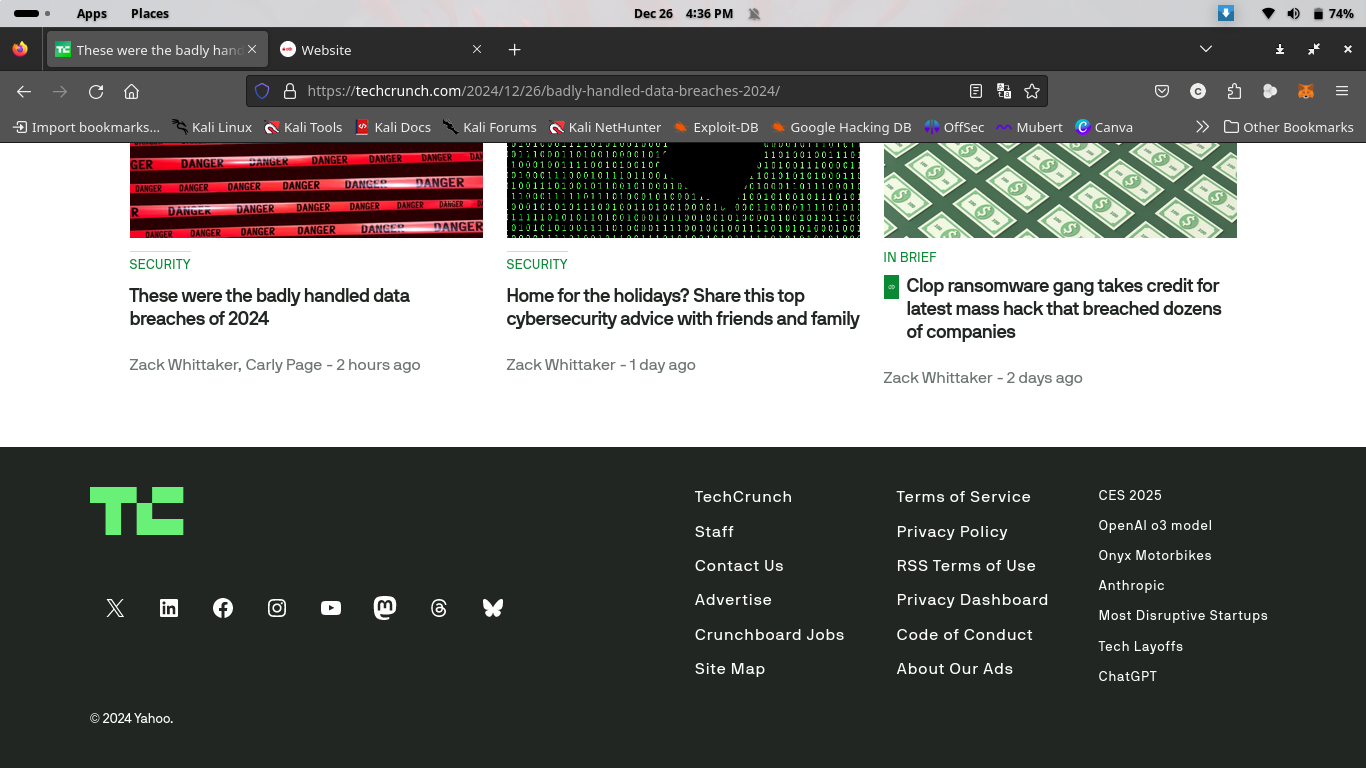 Apps Places Dec 26 4:36 PM 74%
These were the badly hand Website
https://techcrunch.com/2024/12/26/badly-handled-data-breaches-2024/
Import bookmarks... Kali Linux Kali Tools Kali Docs Kali Forums Kali NetHunter Exploit-DB Google Hacking DB OffSec Mubert Canva Other Bookmarks
SECURITY
These were the badly handled data
breaches of 2024
Zack Whittaker, Carly Page - 2 hours ago
SECURITY
Home for the holidays? Share this top
cybersecurity advice with friends and family
Zack Whittaker - 1 day ago
IN BRIEF
Clop ransomware gang takes credit for
latest mass hack that breached dozens
of companies
Zack Whittaker - 2 days ago
TC
TechCrunch
Staff
Contact Us
Advertise
Crunchboard Jobs
Site Map
Terms of Service
Privacy Policy
RSS Terms of Use
Privacy Dashboard
Code of Conduct
About Our Ads
CES 2025
OpenAI o3 model
Onyx Motorbikes
Anthropic
Most Disruptive Startups
Tech Layoffs
ChatGPT
© 2024 Yahoo.